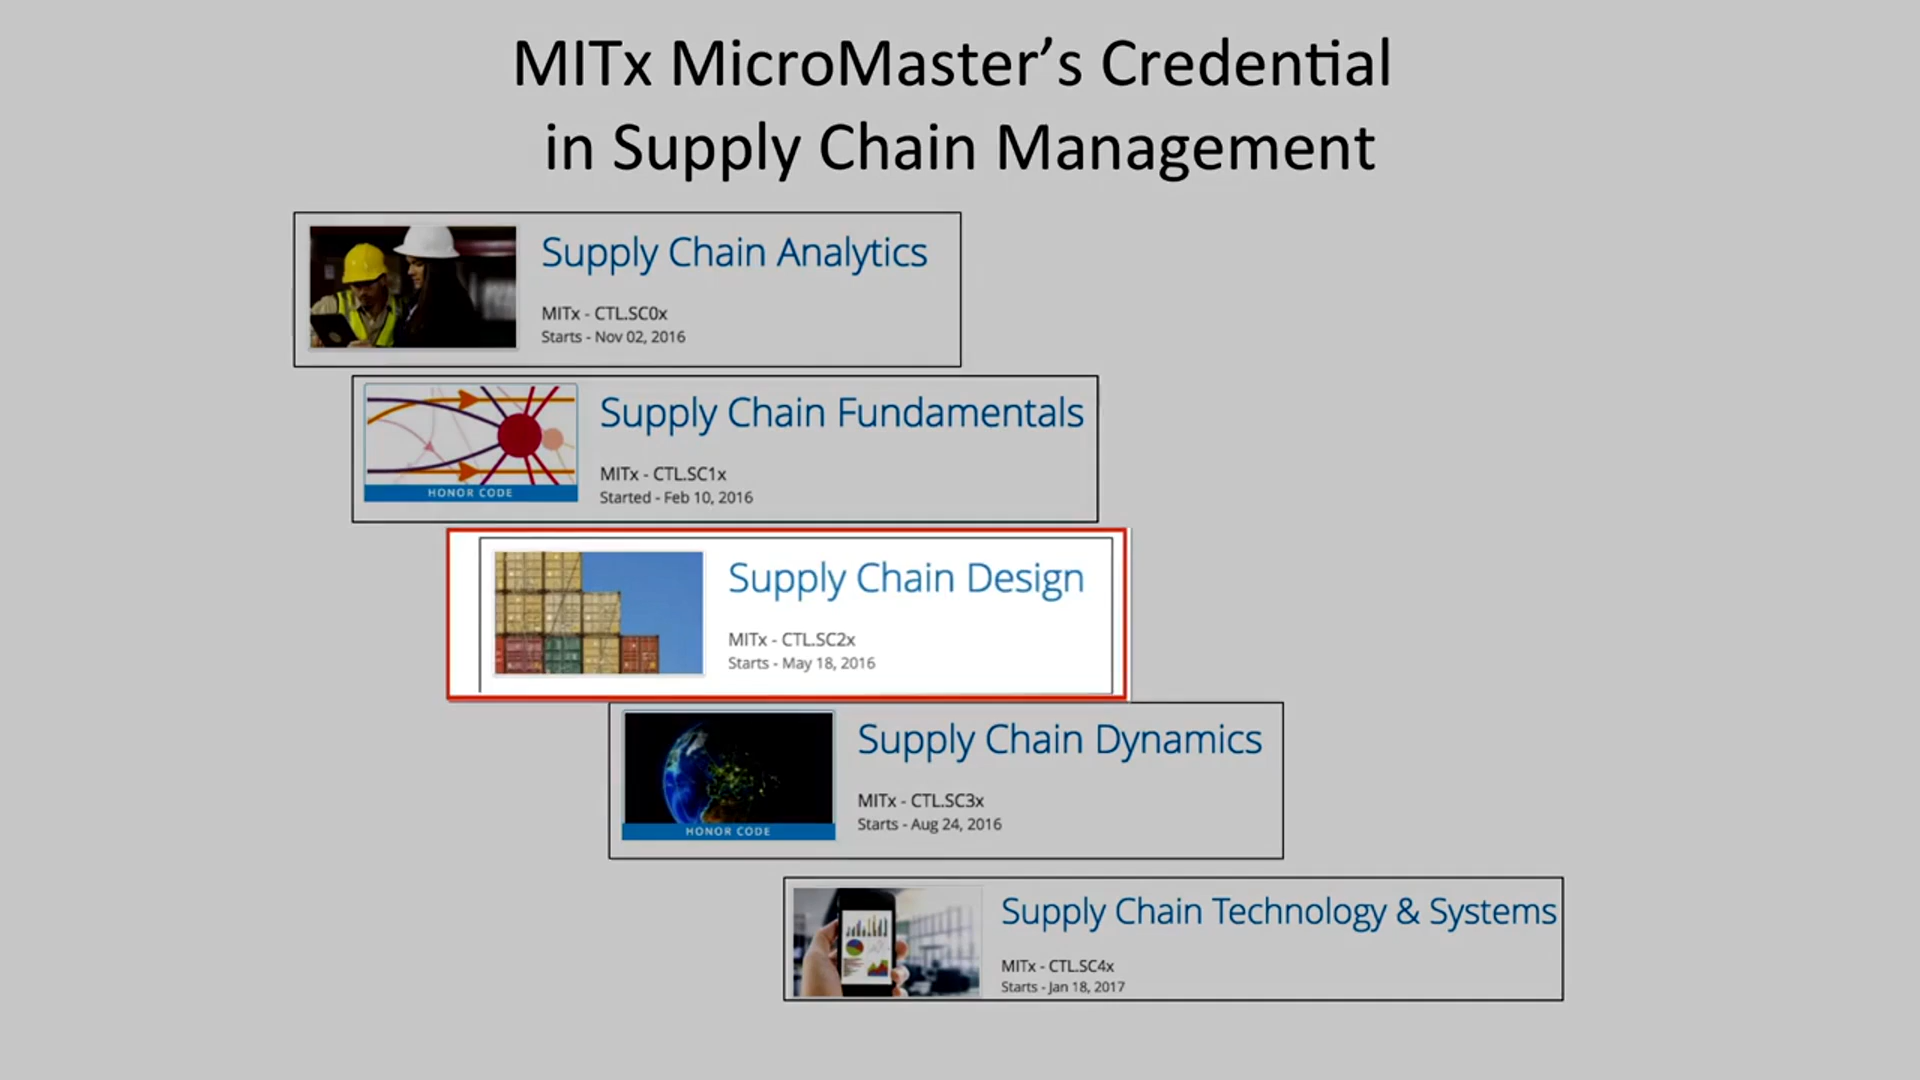 MITx MicroMaster’s Credential
in Supply Chain Management
Supply Chain Analytics
MITx - CTL.SC0x
Starts - Nov 02, 2016
Supply Chain Fundamentals
MITx - CTL.SC1x
Started - Feb 10, 2016
HONOR CODE
Supply Chain Design
MITx - CTL.SC2x
Starts - May 18, 2016
Supply Chain Dynamics
MITx - CTL.SC3x
Starts - Aug 24, 2016
HONOR CODE
Supply Chain Technology & Systems
MITx - CTL.SC4x
Starts - Jan 18, 2017